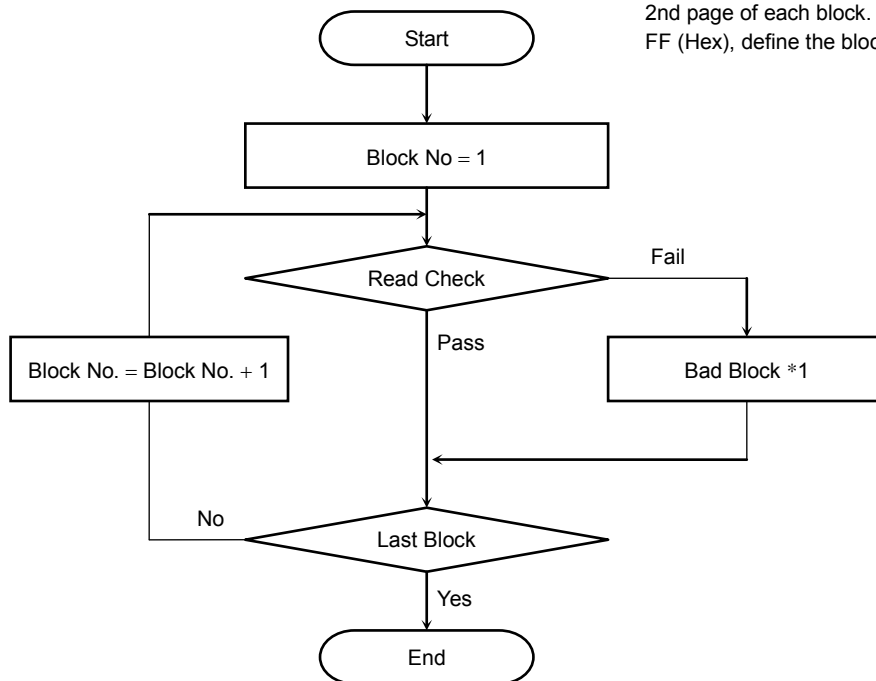 2nd page of each block.
FF (Hex), define the bloc
Start
Block No = 1
Read Check
Fail
Pass
Block No. = Block No. + 1
Bad Block *1
No
Last Block
Yes
End